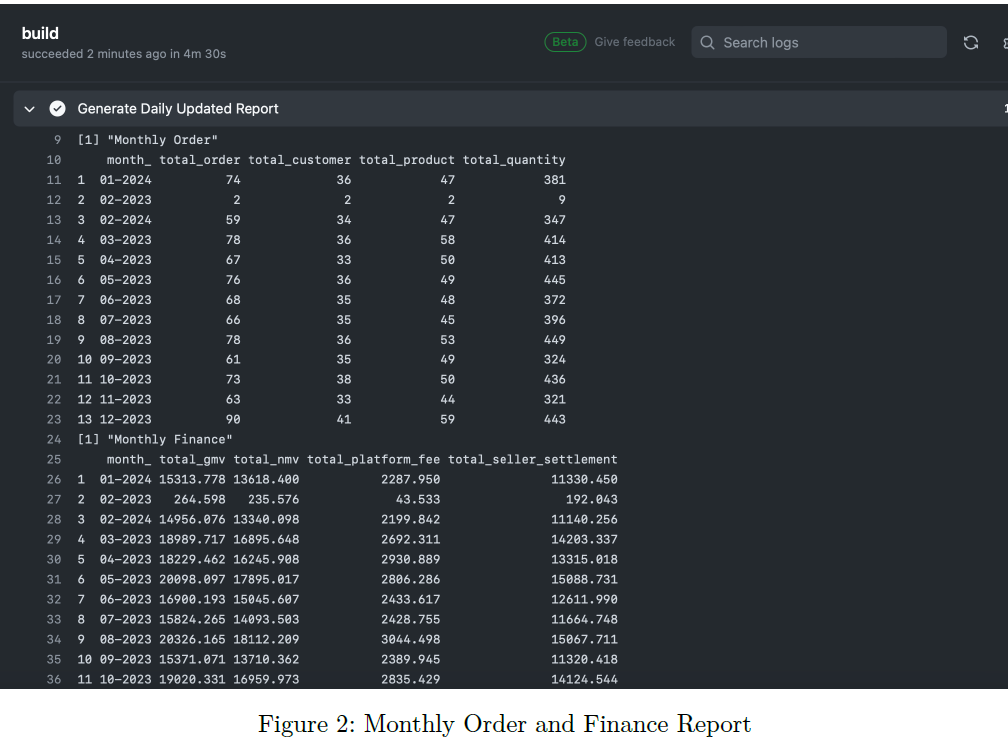 build
succeeded 2 minutes ago in 4m 30s
Beta Give feedback
Search logs
Generate Daily Updated Report
9 [1] "Monthly Order"
10 month_ total_order total_customer total_product total_quantity
11 1 01-2024 74 36 47 381
12 2 02-2023 2 2 2 9
13 3 02-2024 59 34 47 347
14 4 03-2023 78 36 58 414
15 5 04-2023 67 33 50 413
16 6 05-2023 76 36 49 445
17 7 06-2023 68 35 48 372
18 8 07-2023 66 35 45 396
19 9 08-2023 78 36 53 449
20 10 09-2023 61 35 49 324
21 11 10-2023 73 38 50 436
22 12 11-2023 63 33 44 321
23 13 12-2023 90 41 59 443
24 [1] "Monthly Finance"
25 month_ total_gmv total_nmv total_platform_fee total_seller_settlement
26 1 01-2024 15313.778 13618.400 2287.950 11330.450
27 2 02-2023 264.598 235.576 43.533 192.043
28 3 02-2024 14956.076 13340.098 2199.842 11140.256
29 4 03-2023 18989.717 16895.648 2692.311 14203.337
30 5 04-2023 18229.462 16245.908 2930.889 13315.018
31 6 05-2023 20098.097 17895.017 2806.286 15088.731
32 7 06-2023 16900.193 15045.607 2433.617 12611.990
33 8 07-2023 15824.265 14093.503 2428.755 11664.748
34 9 08-2023 20326.165 18112.209 3044.498 15067.711
35 10 09-2023 15371.071 13710.362 2389.945 11320.418
36 11 10-2023 19020.331 16959.973 2835.429 14124.544
Figure 2: Monthly Order and Finance Report